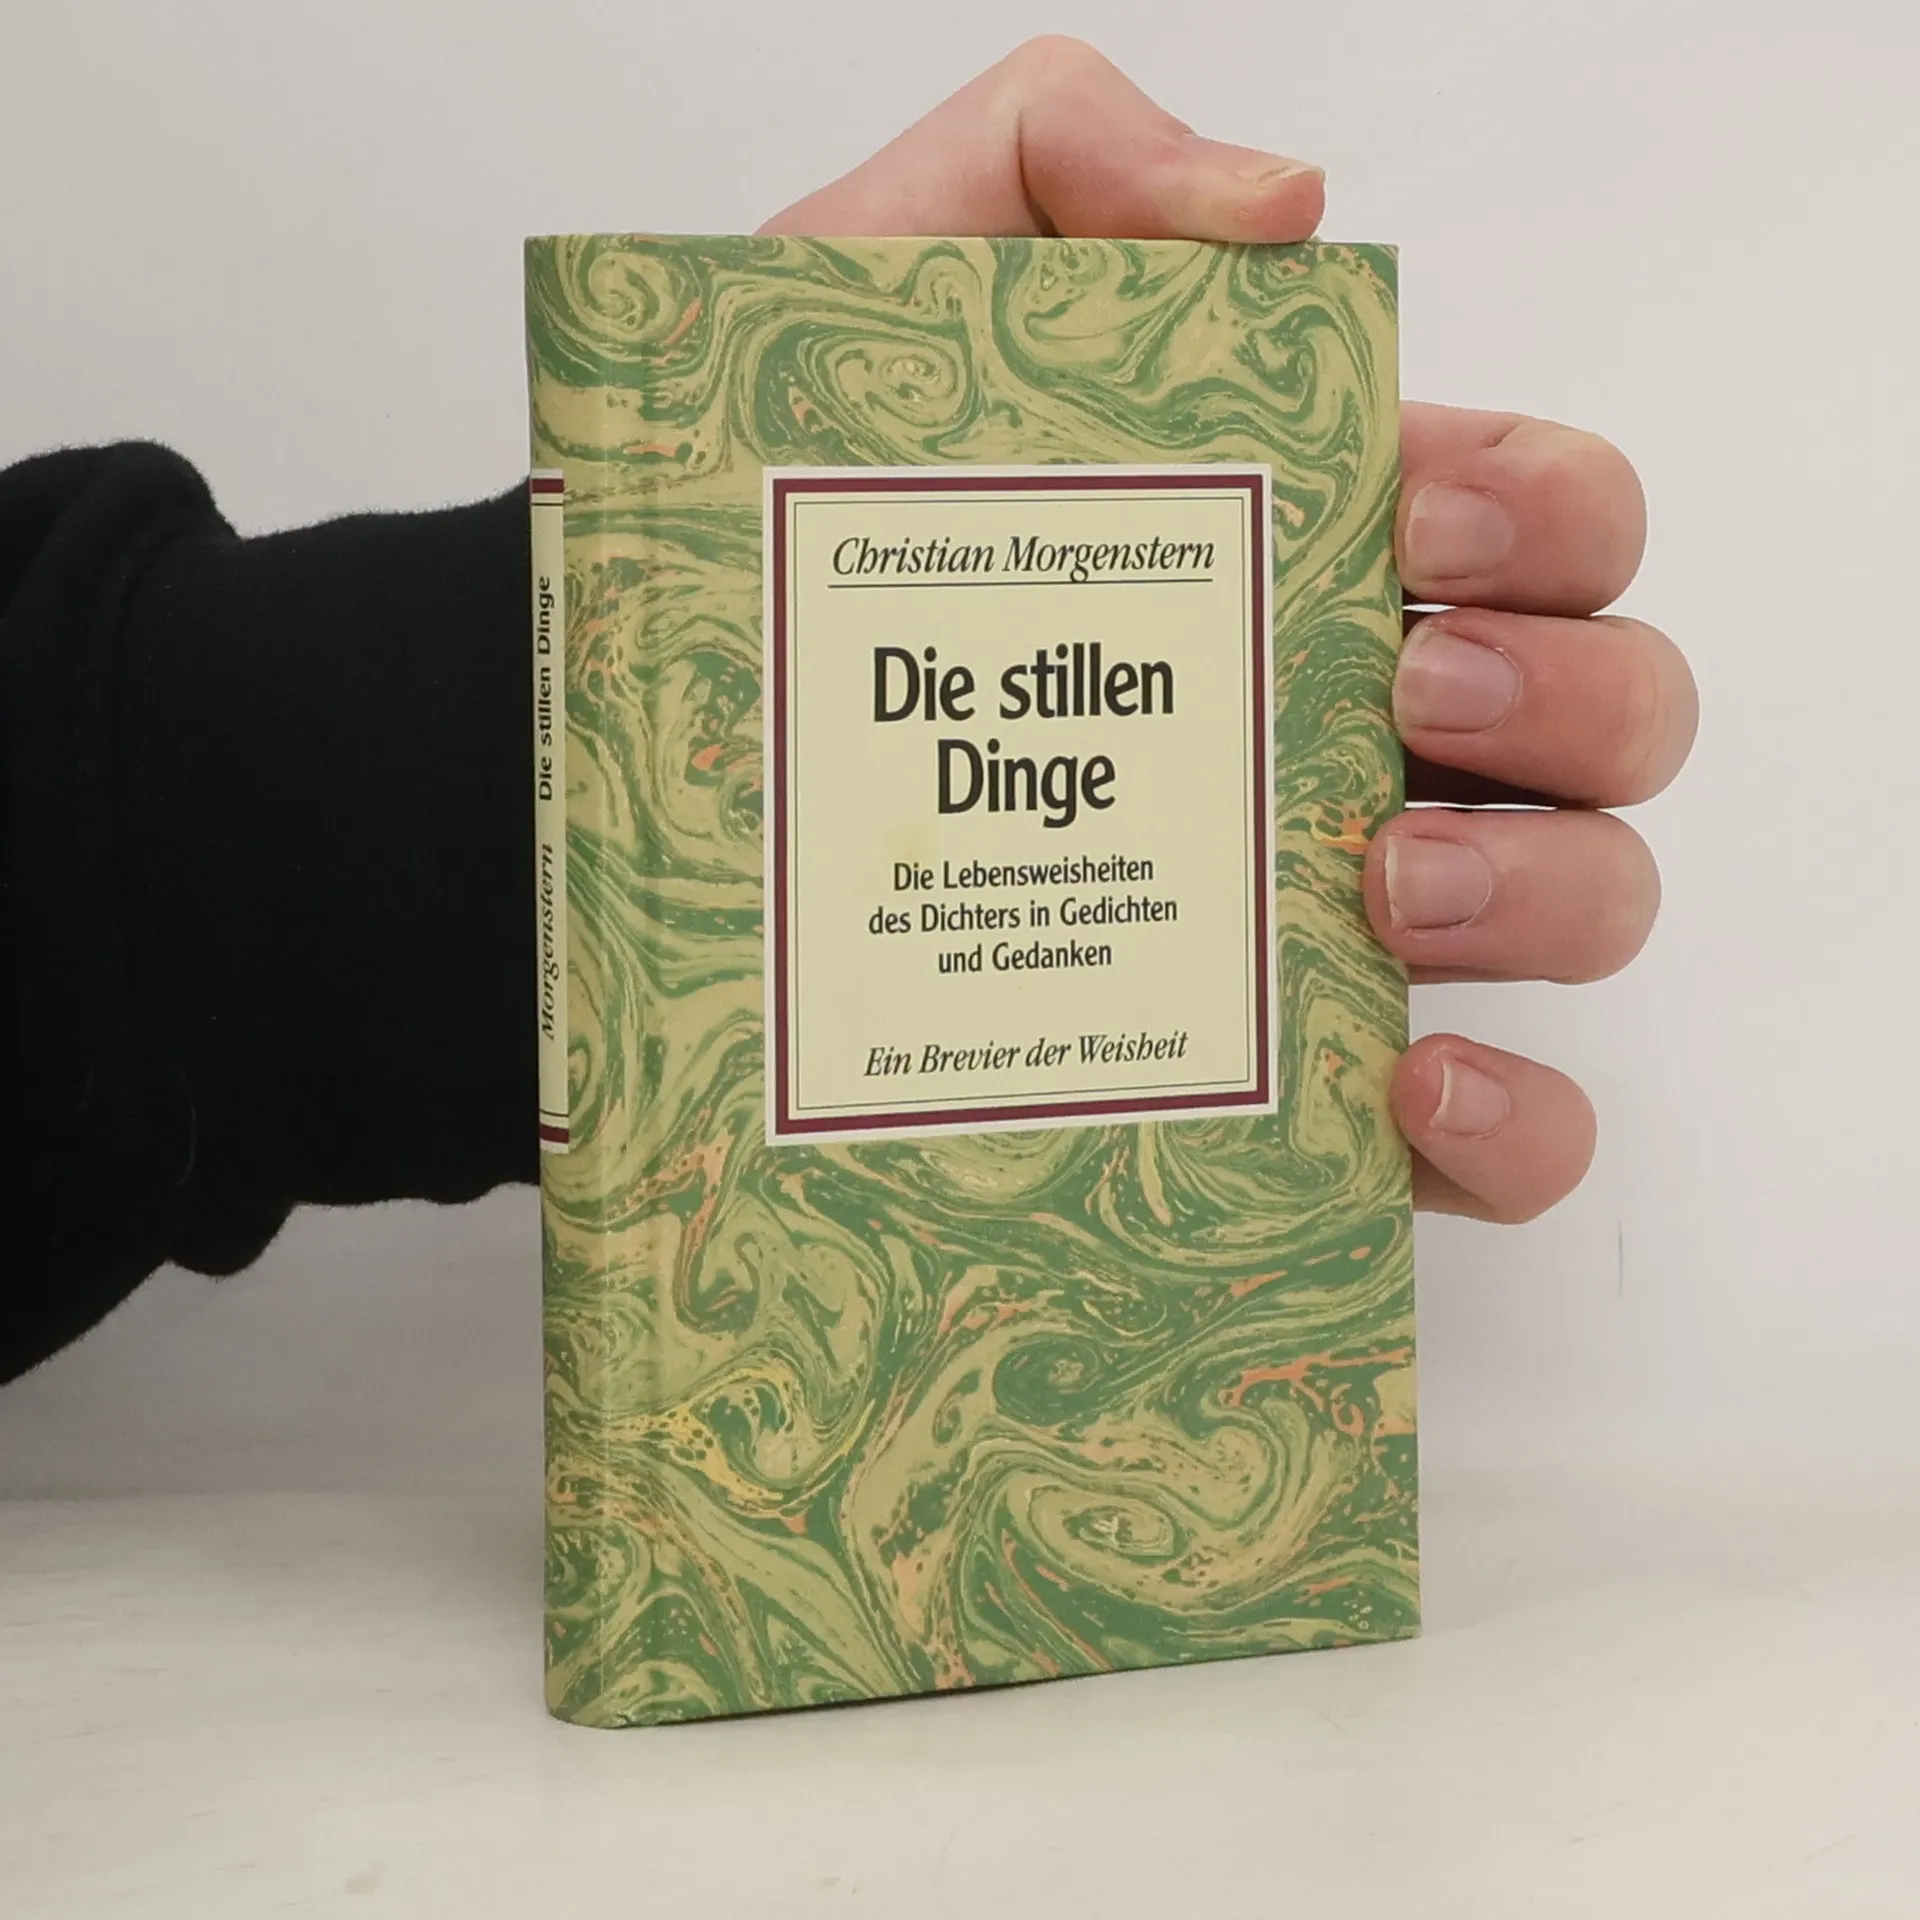 Christian Morgenstern
Die stillen
Dinge
Die Lebensweisheiten
des Dichters in Gedichten
und Gedanken
Ein Brevier der Weisheit
Morgenstern Die stillen Dinge